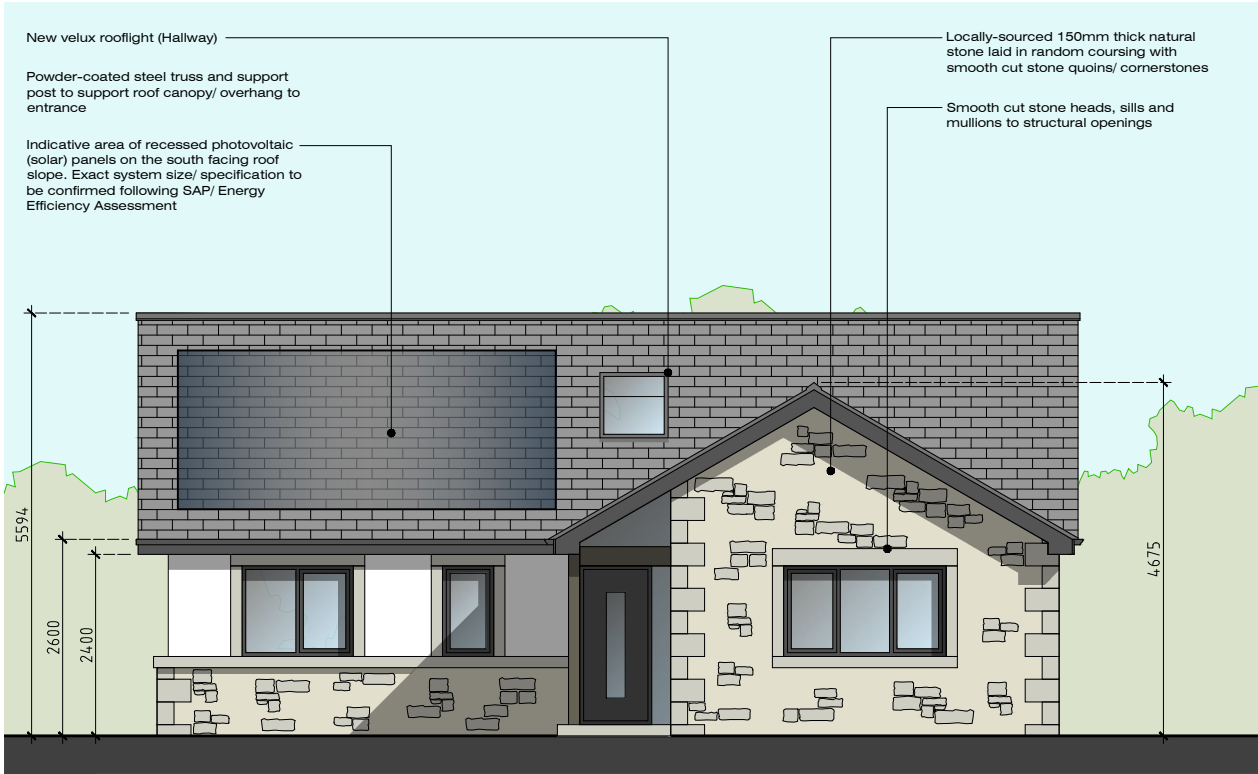 New velux rooflight (Hallway)
Powder-coated steel truss and support
post to support roof canopy/ overhang to
entrance
Indicative area of recessed photovoltaic
(solar) panels on the south facing roof
slope. Exact system size/ specification to
be confirmed following SAP/ Energy
Efficiency Assessment
Locally-sourced 150mm thick natural
stone laid in random coursing with
smooth cut stone quoins/ cornerstones
Smooth cut stone heads, sills and
mullions to structural openings
5594
2600
2400
4675